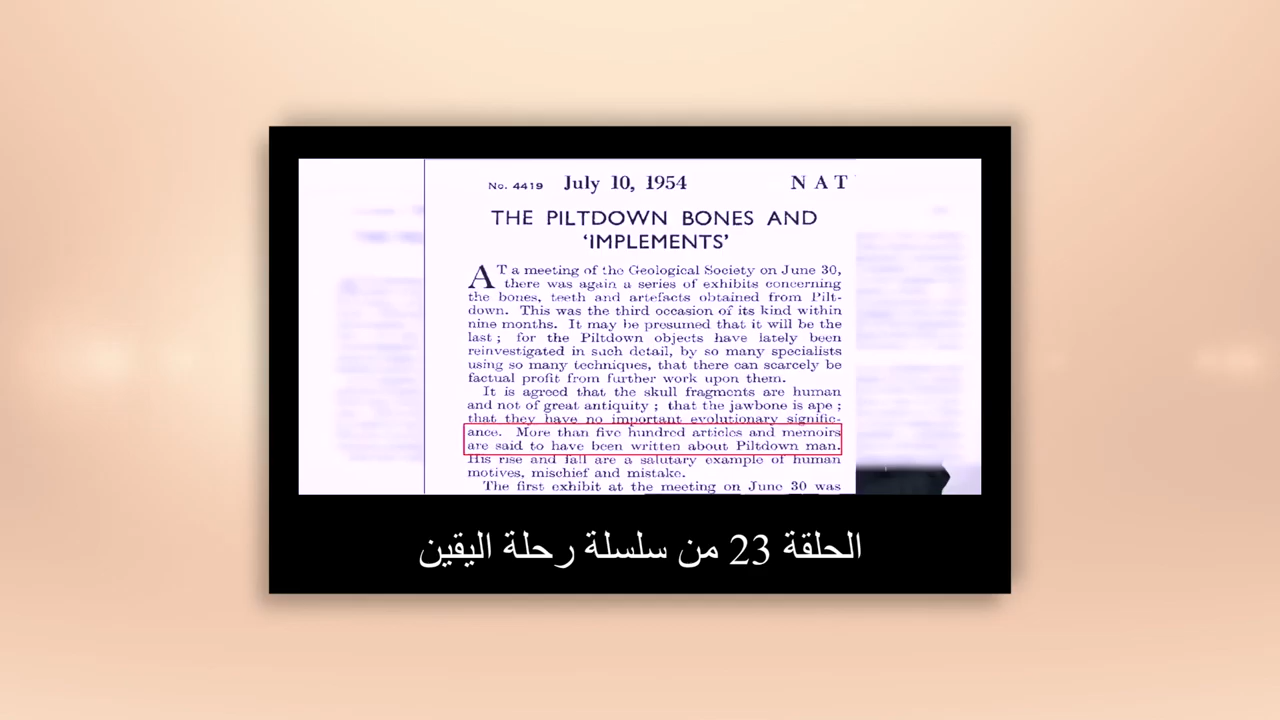 No. 4419 July 10, 1954 NAT
THE PILTDOWN BONES AND
‘IMPLEMENTS’
AT a meeting of the Geological Society on June 30,
there was again a series of exhibits concerning
the bones, teeth and artefacts obtained from Pilt-
down. This was the third occasion of its kind within
nine months. It may be presumed that it will be the
last ; for the Piltdown objects have lately been
reinvestigated in such detail, by so many specialists
using so many techniques, that there can scarcely be
factual profit from further work upon them.
It is agreed that the skull fragments are human
and not of great antiquity ; that the jawbone is ape ;
that they have no important evolutionary signific-
ance. More than five hundred articles and memoirs
are said to have been written about Piltdown man.
His rise and fall are a salutary example of human
motives, mischief and mistake.
The first exhibit at the meeting on June 30 was
الحلقة 23 من سلسلة رحلة اليقين